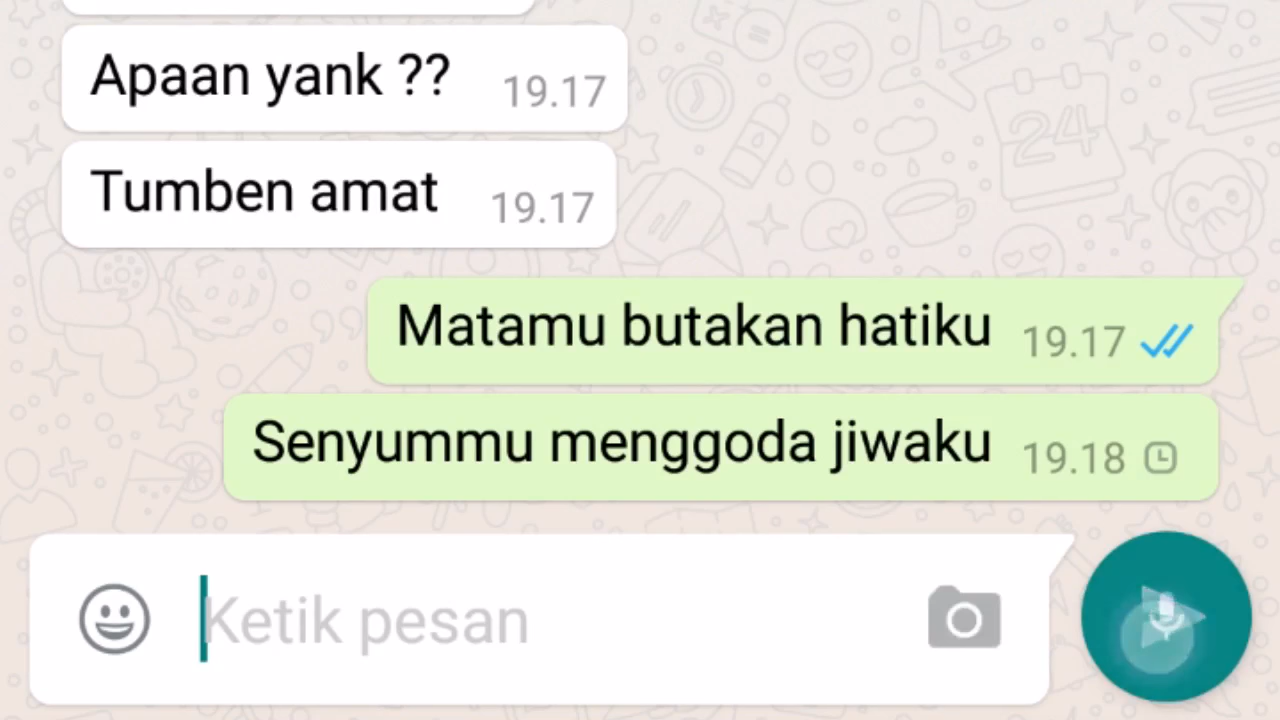 Apaan yank ?? 19.17
Tumben amat 19.17
Matamu butakan hatiku 19.17
Senyummu menggoda jiwaku 19.18
Ketik pesan
24